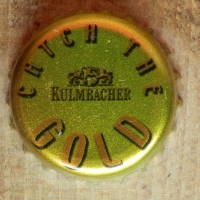 CATCH THE
KULMBACHER
GOLD